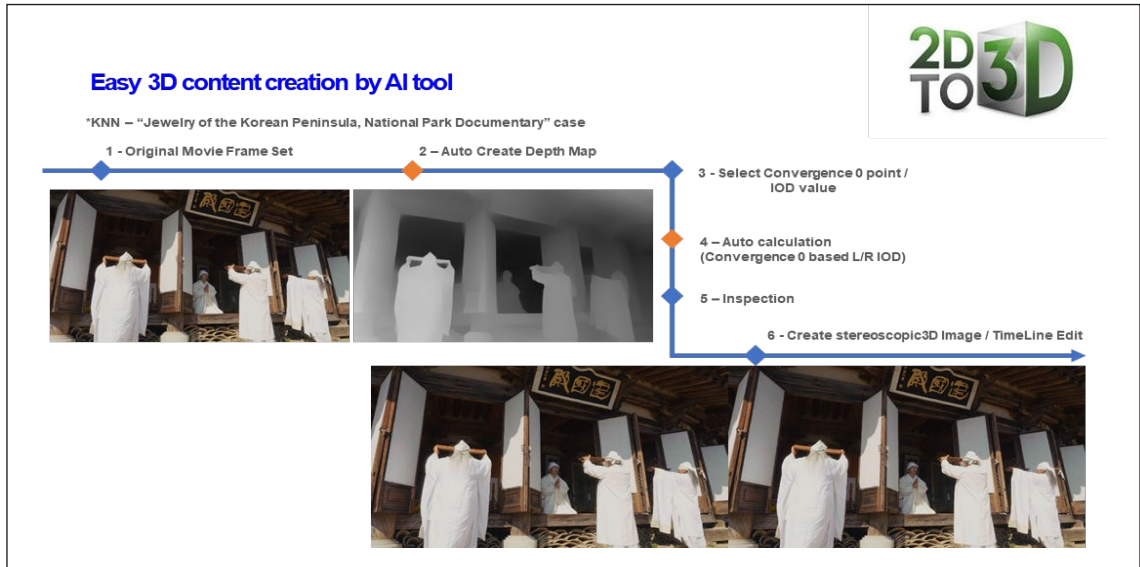 2D
TO
3D
Easy 3D content creation by AI tool
*KNN – “Jewelry of the Korean Peninsula, National Park Documentary” case
1 - Original Movie Frame Set
2 – Auto Create Depth Map
3 - Select Convergence 0 point /
IOD value
4 – Auto calculation
(Convergence 0 based L/R IOD)
5 – Inspection
6 - Create stereoscopic3D Image / TimeLine Edit